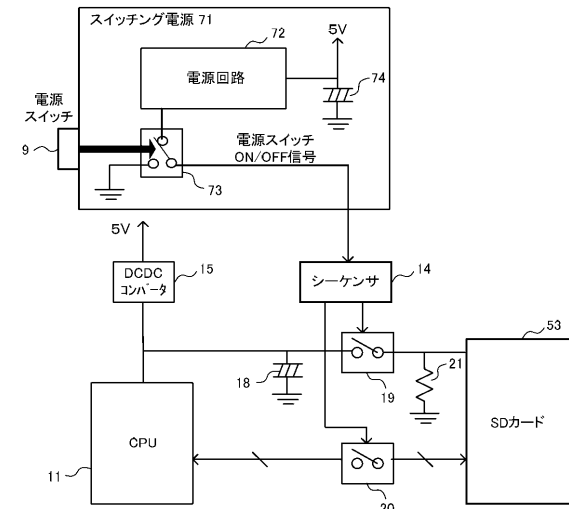 スイッチング電源 71
72
5V
電源回路
74
電源
スイッチ
9
電源スイッチ
ON/OFF信号
73
5V
DCDC
コンバータ
15
シーケンサ
14
53
18
19
21
CPU
SDカード
11
20